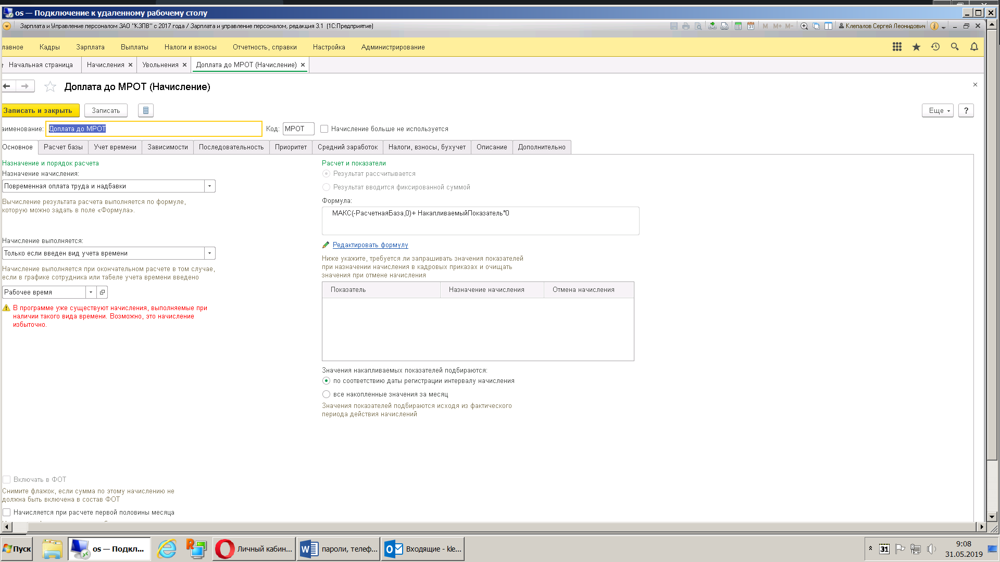 os — Подключение к удаленному рабочему столу
Зарплата и Управление персоналом ЗАО "КЗПВ" с 2017 года / Зарплата и управление персоналом, редакция 3.1 (1С:Предприятие)
M M+ M- Клепалов Сергей Леонидович
лавное Кадры Зарплата Выплаты Налоги и взносы Отчетность, справки Настройка Администрирование
Начальная страница Начисления Увольнения Доплата до МРОТ (Начисление)
Доплата до МРОТ (Начисление)
Записать и закрыть Записать Еще ?
аименование: Доплата до МРОТ Код: МРОТ Начисление больше не используется
Основное Расчет базы Учет времени Зависимости Последовательность Приоритет Средний заработок Налоги, взносы, бухучет Описание Дополнительно
Назначение и порядок расчета
Назначение начисления:
Повременная оплата труда и надбавки
Вычисление результата расчета выполняется по формуле,
которую можно задать в поле «Формула».
Начисление выполняется:
Только если введен вид учета времени
Начисление выполняется при окончательном расчете в том случае,
если в графике сотрудника или табеле учета времени введено
Рабочее время
В программе уже существуют начисления, выполняемые при
наличии такого вида времени. Возможно, это начисление
избыточно.
Включать в ФОТ
Снимите флажок, если сумма по этому начислению не
должна быть включена в состав ФОТ
Начисляется при расчете первой половины месяца
Расчет и показатели
Результат рассчитывается
Результат вводится фиксированной суммой
Формула:
МАКС(-РасчетнаяБаза,0)+ НакапливаемыйПоказатель*0
Редактировать формулу
Ниже укажите, требуется ли запрашивать значения показателей
при назначении начисления в кадровых приказах и очищать
значения при отмене начисления
Показатель Назначение начисления Отмена начисления
Значения накапливаемых показателей подбираются:
по соответствию даты регистрации интервалу начисления
все накопленные значения за месяц
Значения показателей подбираются исходя из фактического
периода действия начислений
Пуск os — Подкл... Личный кабин... пароли, телеф... Входящие - kle... 31 9:08
31.05.2019